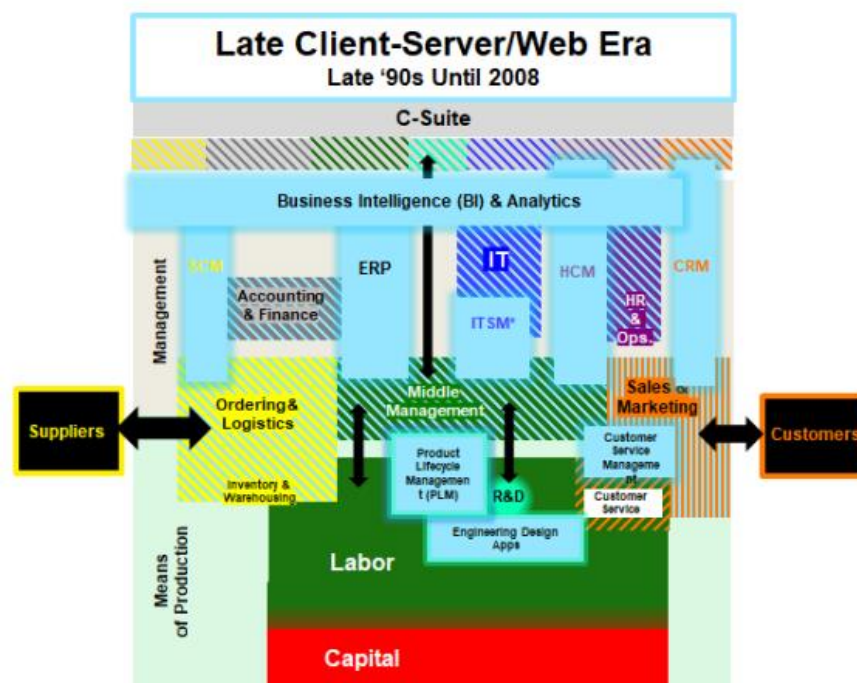 Late Client-Server/Web Era
Late ‘90s Until 2008
C-Suite
Business Intelligence (BI) & Analytics
Management
SCM
ERP
IT
HCM
CRM
Accounting
& Finance
ITSM*
HR
&
Ops.
Middle
Management
Sales &
Marketing
Ordering &
Logistics
Suppliers
Customers
Inventory &
Warehousing
Product
Lifecycle
Managemen
t (PLM)
R&D
Customer
Service
Manageme
nt
Customer
Service
Engineering Design
Apps
Means
of Production
Labor
Capital